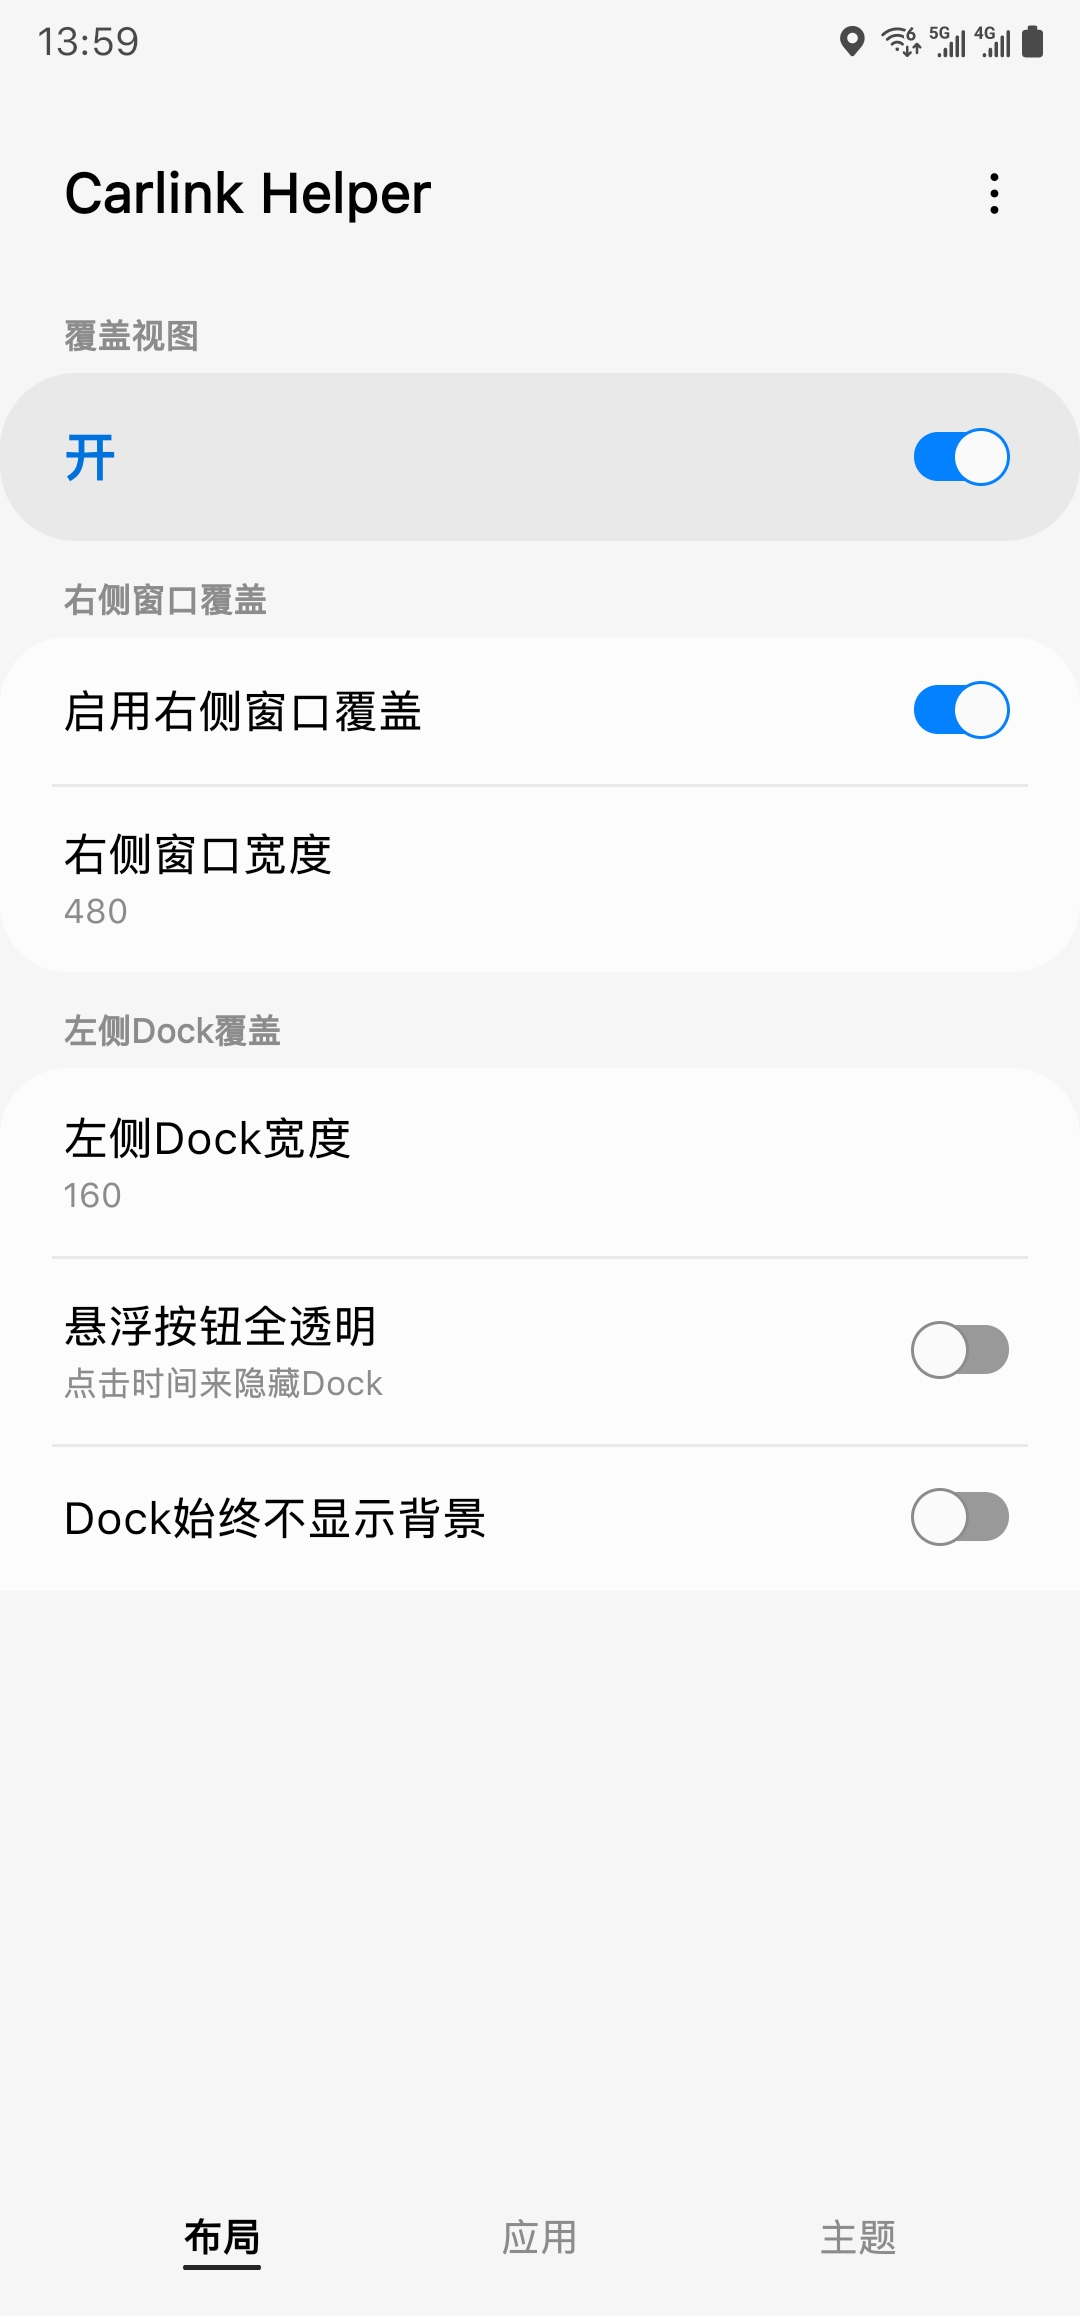 13:59
6 5G 4G
Carlink Helper
覆盖视图
开
右侧窗口覆盖
启用右侧窗口覆盖
右侧窗口宽度
480
左侧Dock覆盖
左侧Dock宽度
160
悬浮按钮全透明
点击时间来隐藏Dock
Dock始终不显示背景
布局 应用 主题